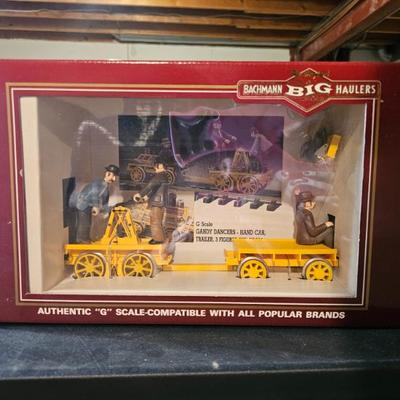 BACHMANN BIG HAULERS
G Scale
GANDY DANCERS - HAND CAR,
TRAILER, 3 FIGURES
AUTHENTIC "G" SCALE-COMPATIBLE WITH ALL POPULAR BRANDS